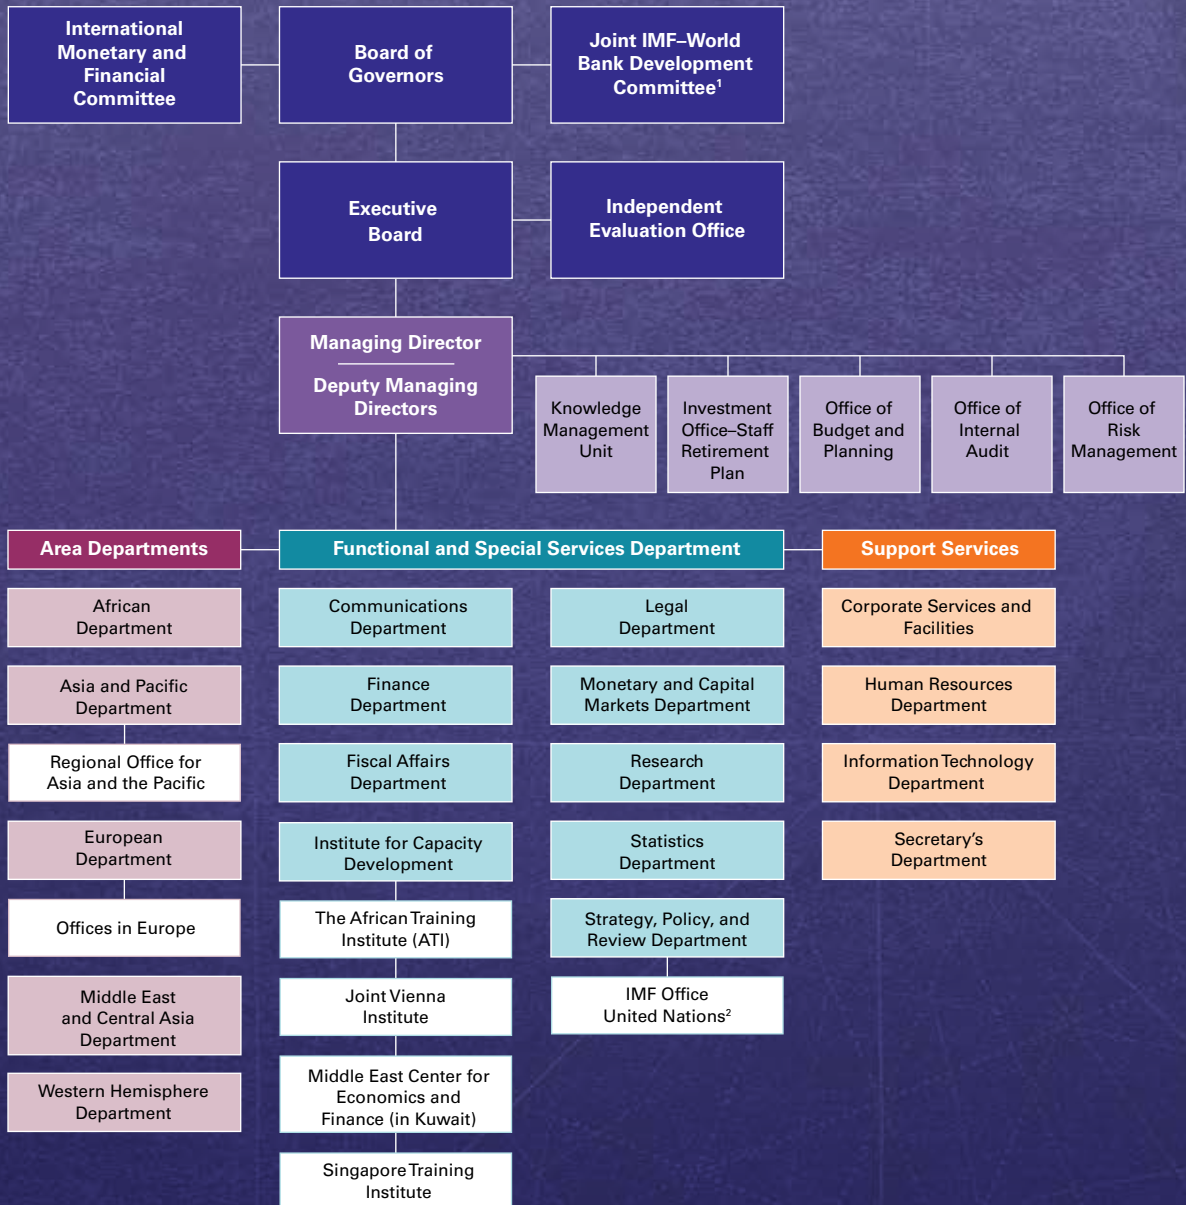 International
Monetary and
Financial
Committee
Board of
Governors
Joint IMF–World
Bank Development
Committee¹
Executive
Board
Independent
Evaluation Office
Managing Director
Deputy Managing
Directors
Knowledge
Management
Unit
Investment
Office–Staff
Retirement
Plan
Office of
Budget and
Planning
Office of
Internal
Audit
Office of
Risk
Management
Area Departments
Functional and Special Services Department
Support Services
African
Department
Asia and Pacific
Department
Regional Office for
Asia and the Pacific
European
Department
Offices in Europe
Middle East
and Central Asia
Department
Western Hemisphere
Department
Communications
Department
Finance
Department
Fiscal Affairs
Department
Institute for Capacity
Development
The African Training
Institute (ATI)
Joint Vienna
Institute
Middle East Center for
Economics and
Finance (in Kuwait)
Singapore Training
Institute
Legal
Department
Monetary and Capital
Markets Department
Research
Department
Statistics
Department
Strategy, Policy, and
Review Department
IMF Office
United Nations²
Corporate Services and
Facilities
Human Resources
Department
Information Technology
Department
Secretary's
Department